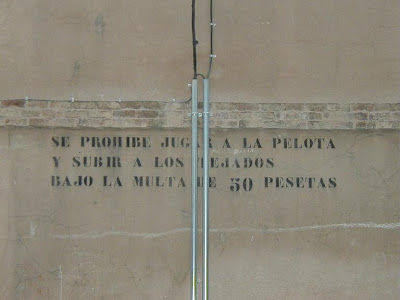 SE PROHIBE JUGAR A LA PELOTA
Y SUBIR A LOS TEJADOS
BAJO LA MULTA DE 50 PESETAS